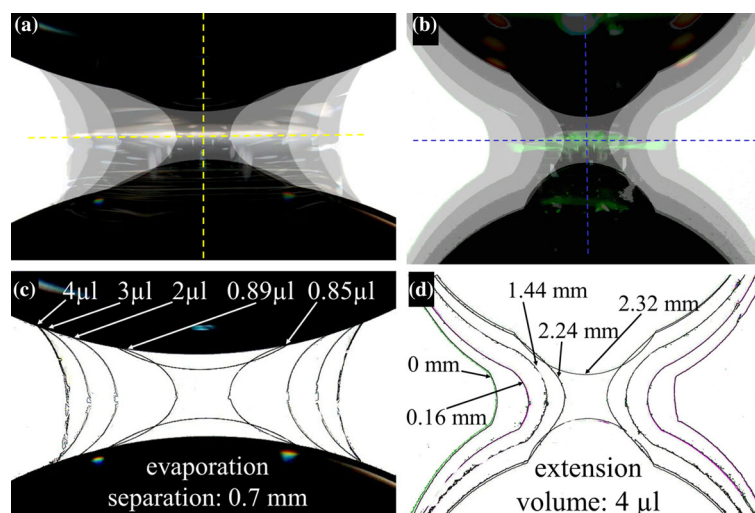 (a)
(b)
(c)
4µl
3µl
2µl
0.89µl
0.85µl
evaporation
separation: 0.7 mm
(d)
1.44 mm
2.32 mm
2.24 mm
0 mm
0.16 mm
extension
volume: 4 µl